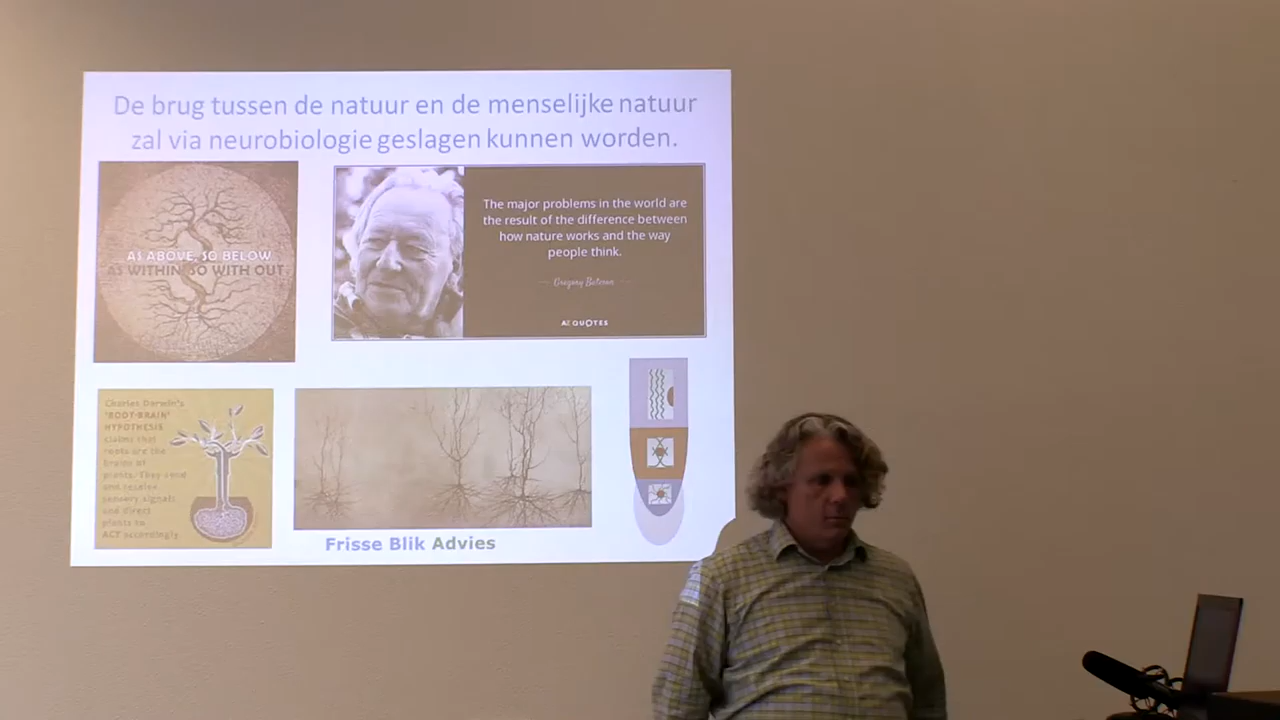 De brug tussen de natuur en de menselijke natuur
zal via neurobiologie geslagen kunnen worden.
AS ABOVE, SO BELOW
AS WITHIN, SO WITH OUT
The major problems in the world are
the result of the difference between
how nature works and the way
people think.
Gregory Bateson
AZ QUOTES
Charles Darwin's
'ROOT-BRAIN'
HYPOTHESIS
claims that
roots are the
brains of
plants. They send
and receive
sensory signals
and direct
plants to
ACT accordingly
Frisse Blik Advies